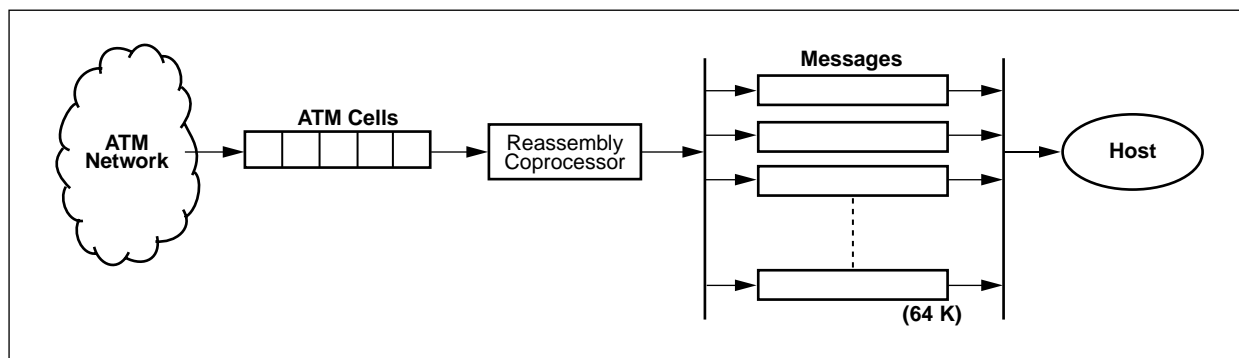 ATM
Network
ATM Cells
Reassembly
Coprocessor
Messages
(64 K)
Host